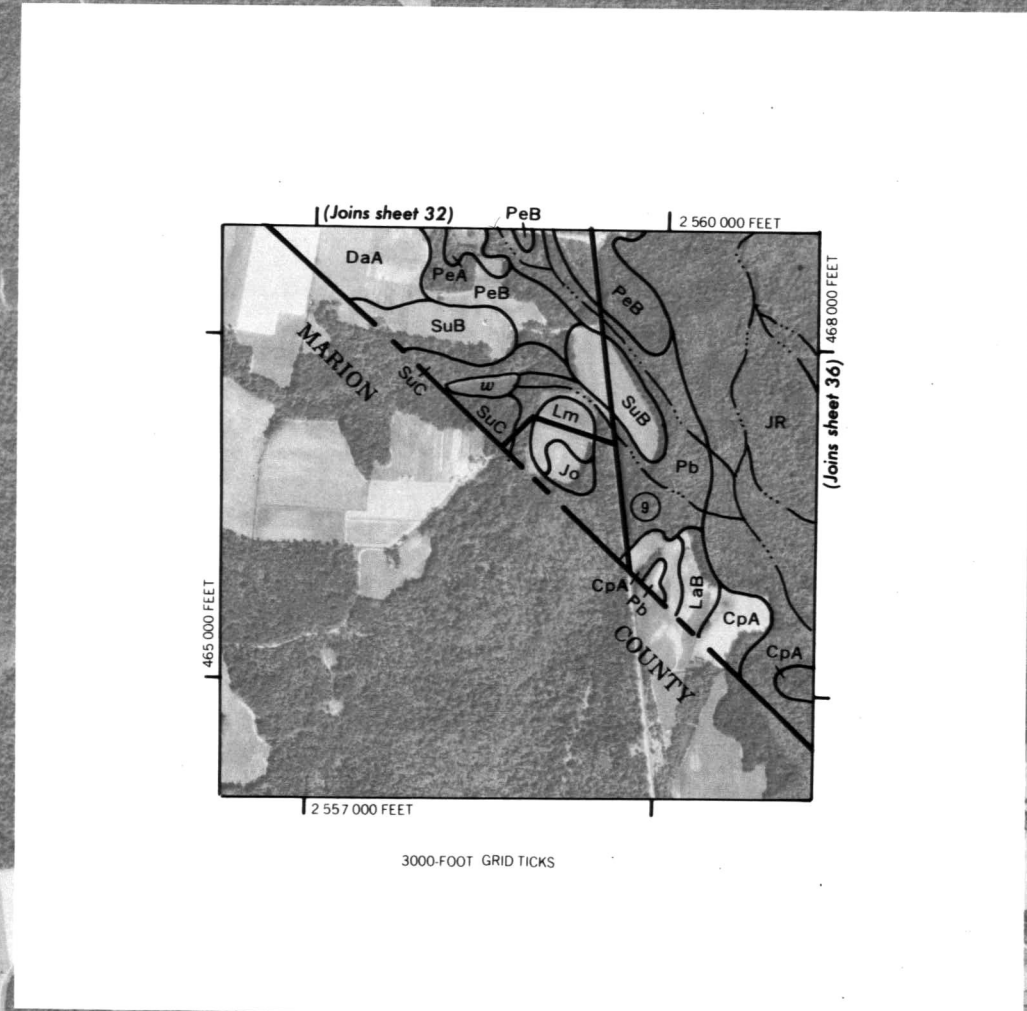 (Joins sheet 32)
PeB
2 560 000 FEET
DaA
PeA
PeB
PeB
468 000 FEET
SuB
MARION
SuC
w
SuC
Lm
SuB
JR
(Joins sheet 36)
Jo
Pb
9
CpA
Pb
LaB
CpA
465 000 FEET
COUNTY
CpA
2 557 000 FEET
3000-FOOT GRID TICKS